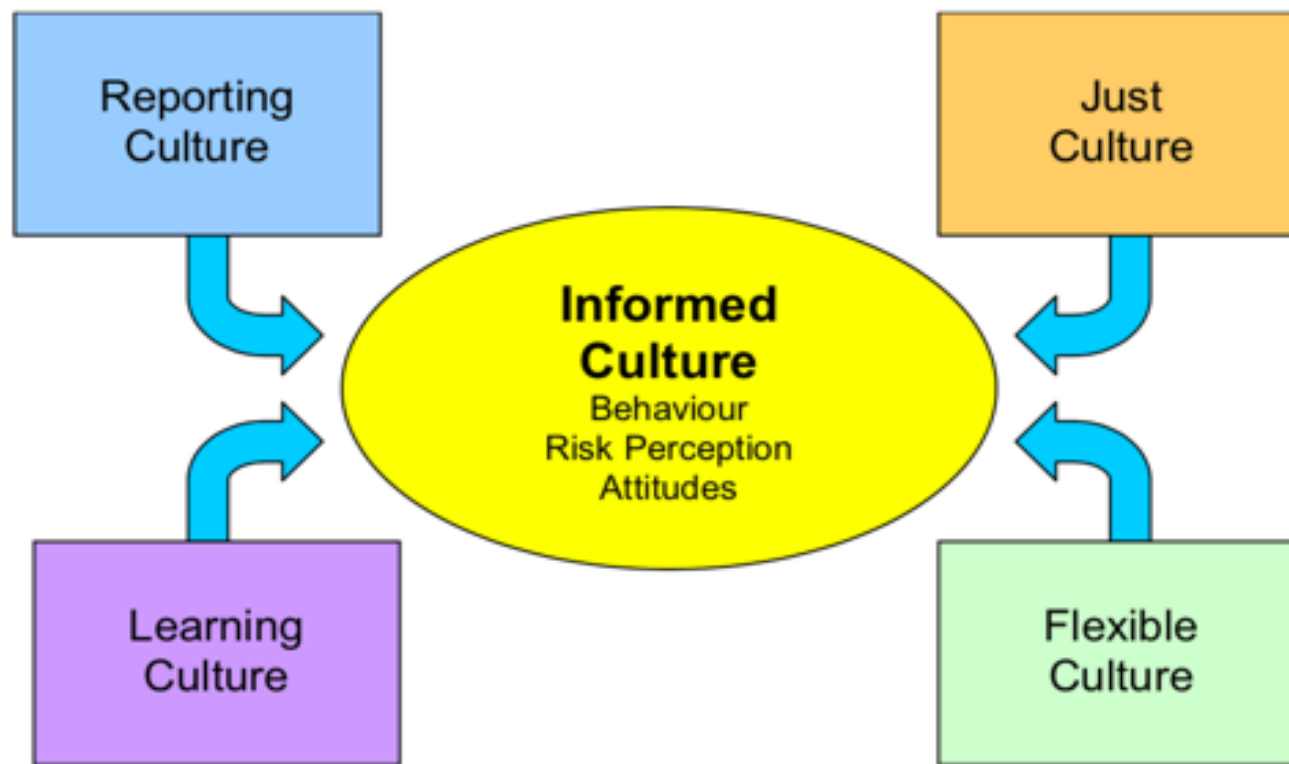 Reporting
Culture
Just
Culture
Informed
Culture
Behaviour
Risk Perception
Attitudes
Learning
Culture
Flexible
Culture